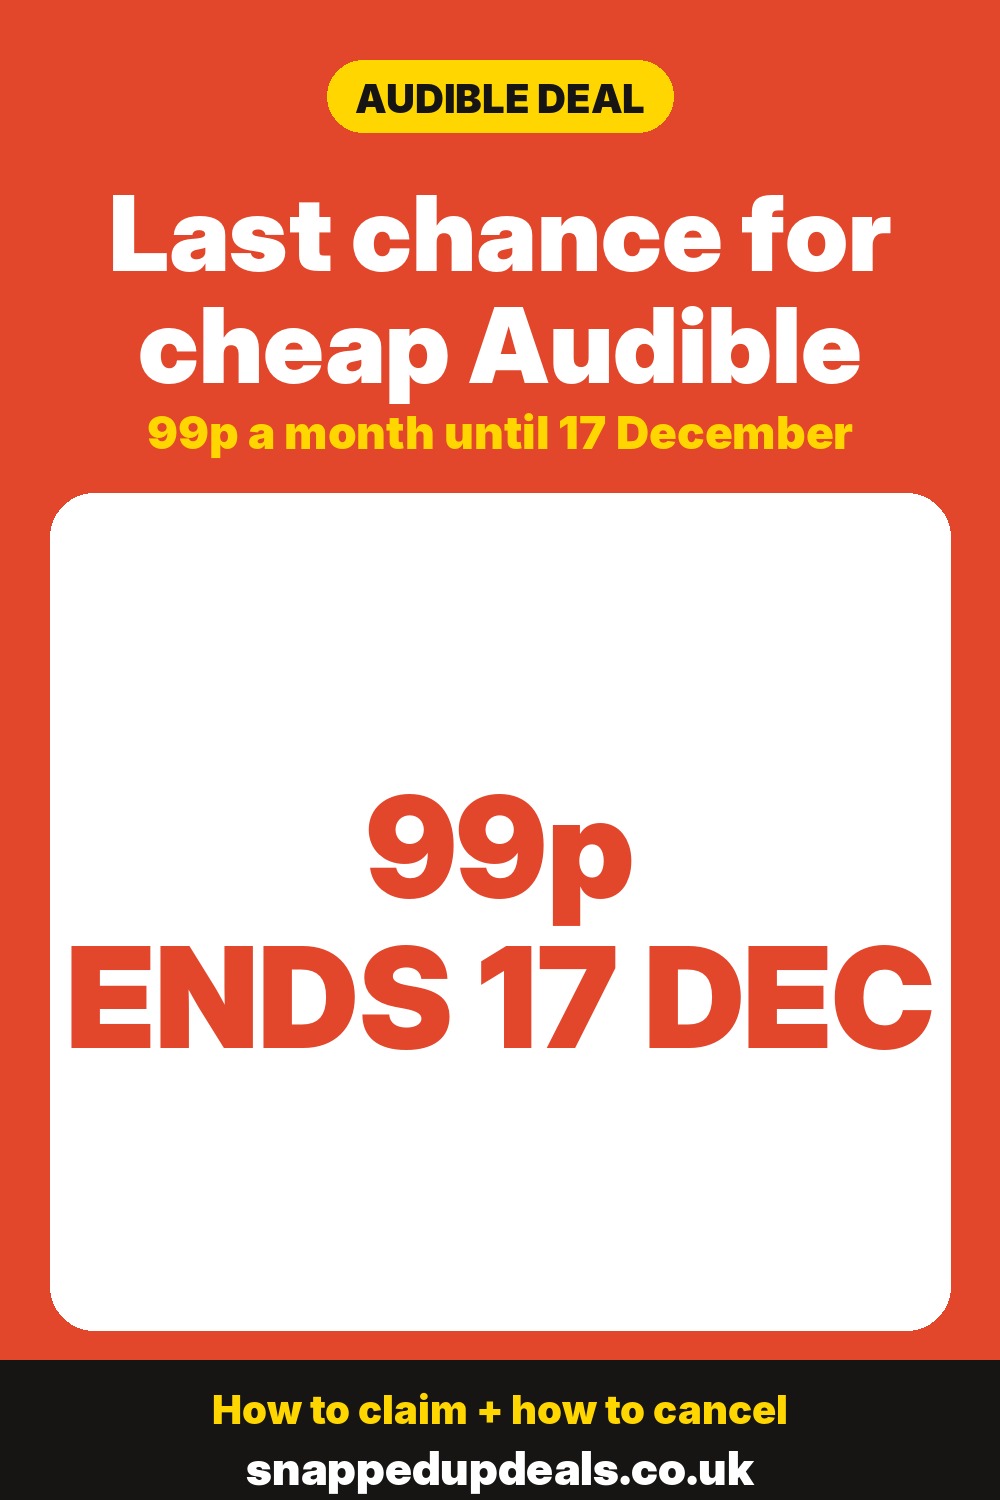 AUDIBLE DEAL
Last chance for
cheap Audible
99p a month until 17 December
99p
ENDS 17 DEC
How to claim + how to cancel
snappedupdeals.co.uk